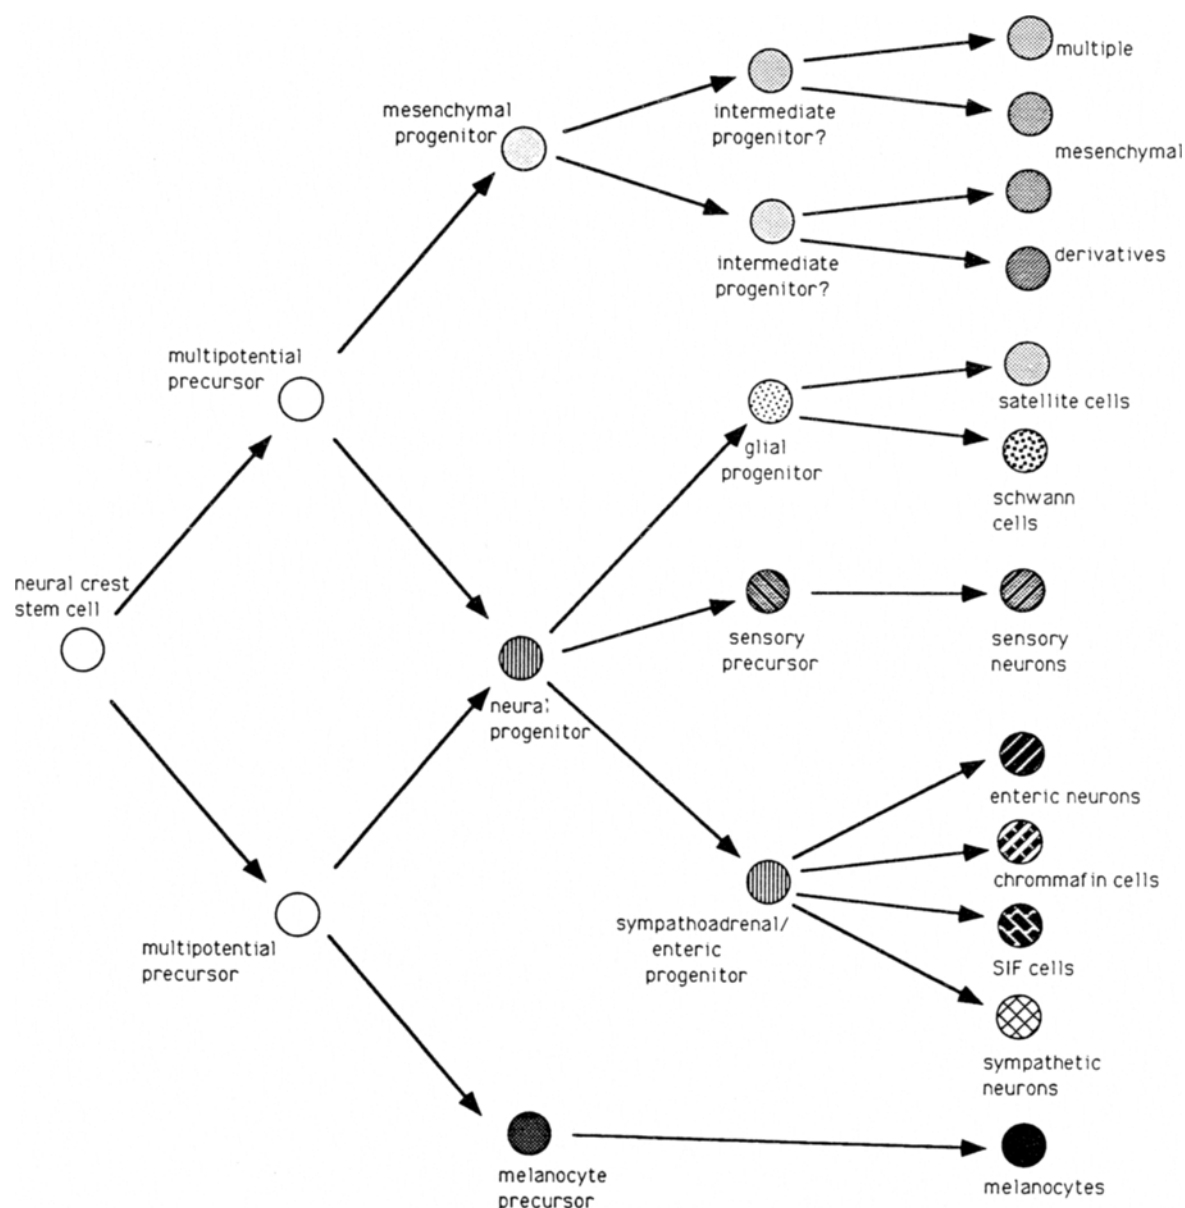 multiple
mesenchymal
progenitor
intermediate
progenitor?
mesenchymal
intermediate
progenitor?
derivatives
multipotential
precursor
satellite cells
glial
progenitor
schwann
cells
neural crest
stem cell
sensory
precursor
sensory
neurons
neural
progenitor
enteric neurons
chrommafin cells
sympathoadrenal/
enteric
progenitor
multipotential
precursor
SIF cells
sympathetic
neurons
melanocyte
precursor
melanocytes